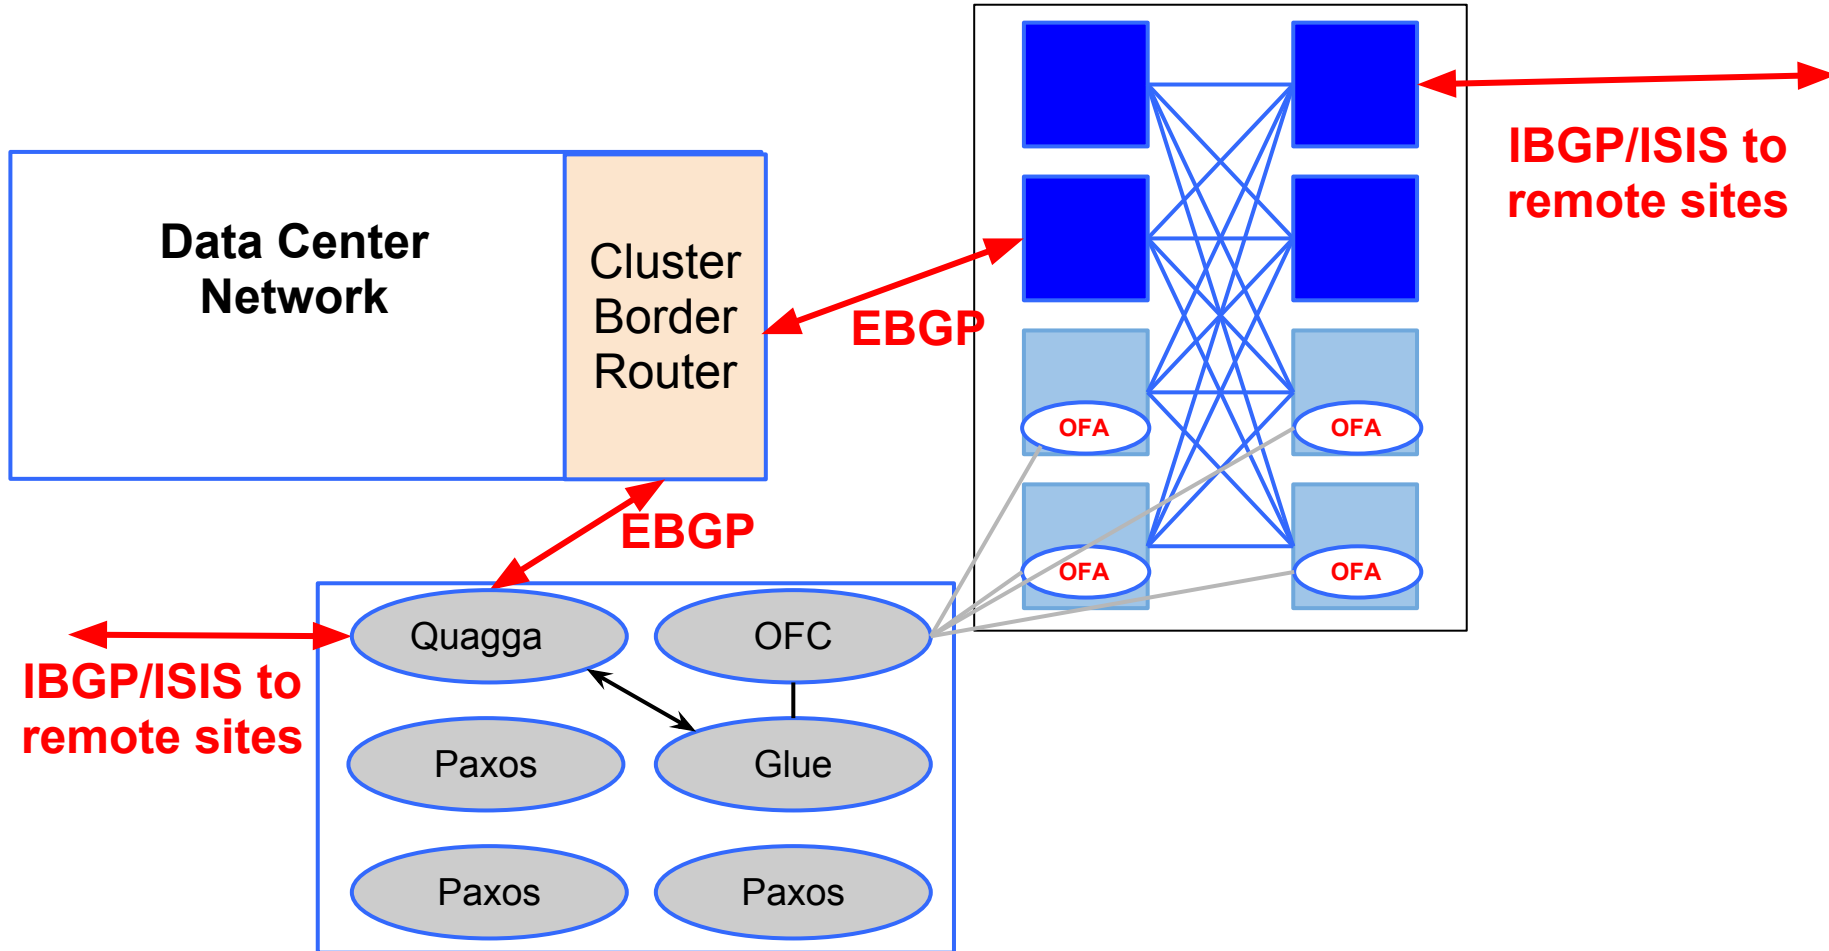 IBGP/ISIS to
remote sites
Data Center
Network
Cluster
Border
Router
EBGP
OFA
OFA
EBGP
OFA
OFA
Quagga
OFC
IBGP/ISIS to
remote sites
Paxos
Glue
Paxos
Paxos